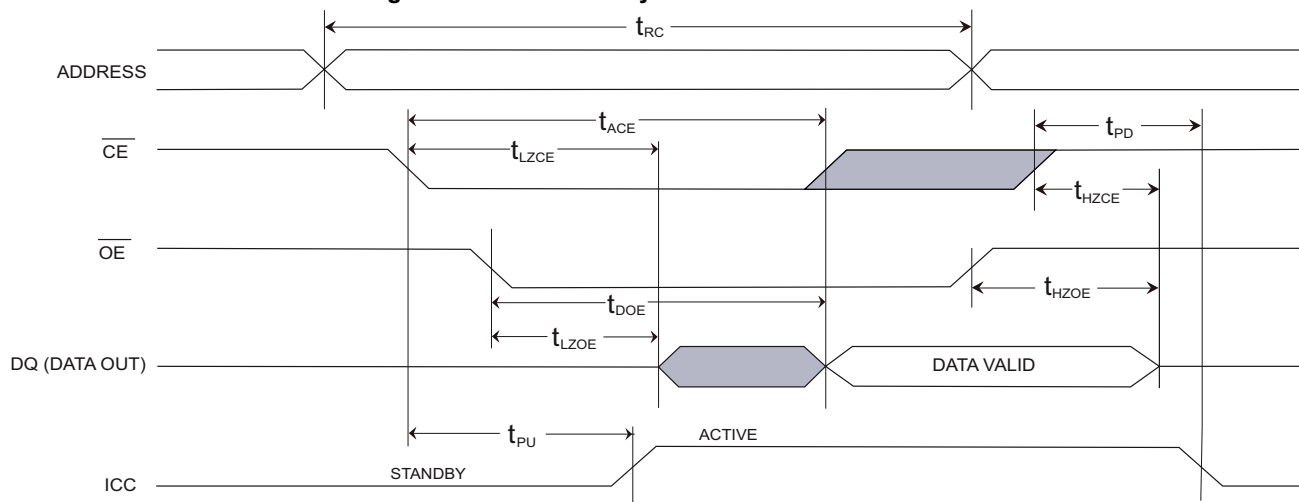 tRC
ADDRESS
tACE
tPD
CE
tLZCE
tHZCE
OE
tHZOE
tDOE
tLZOE
DQ (DATA OUT)
DATA VALID
tPU
ACTIVE
STANDBY
ICC